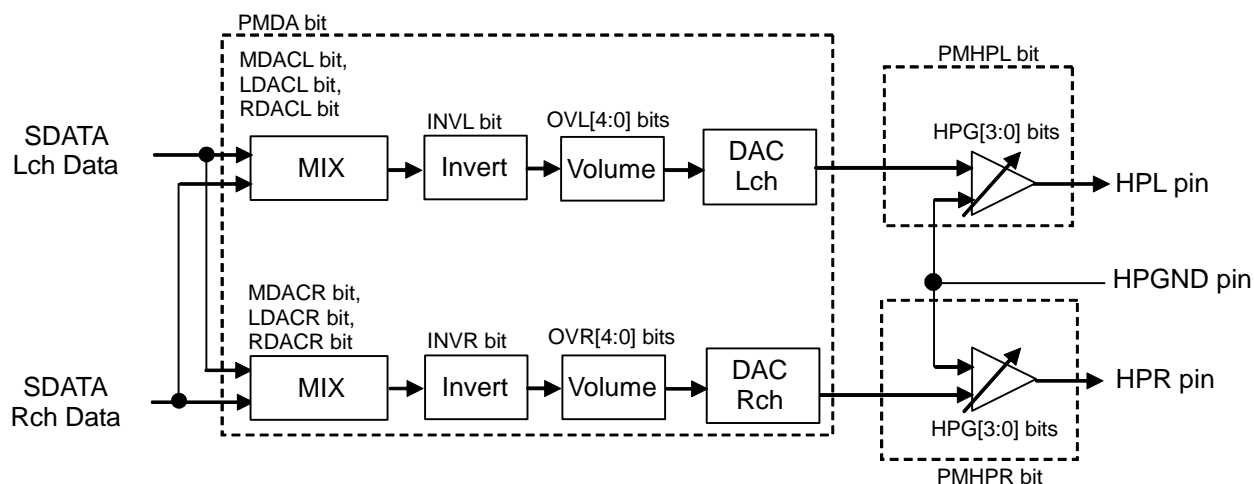 PMDA bit
MDACL bit,
LDACL bit,
RDACL bit
SDATA
Lch Data
MIX
INVL bit
Invert
OVL[4:0] bits
Volume
DAC
Lch
PMHPL bit
HPG[3:0] bits
HPL pin
HPGND pin
MDACR bit,
LDACR bit,
RDACR bit
SDATA
Rch Data
MIX
INVR bit
Invert
OVR[4:0] bits
Volume
DAC
Rch
HPR pin
HPG[3:0] bits
PMHPR bit